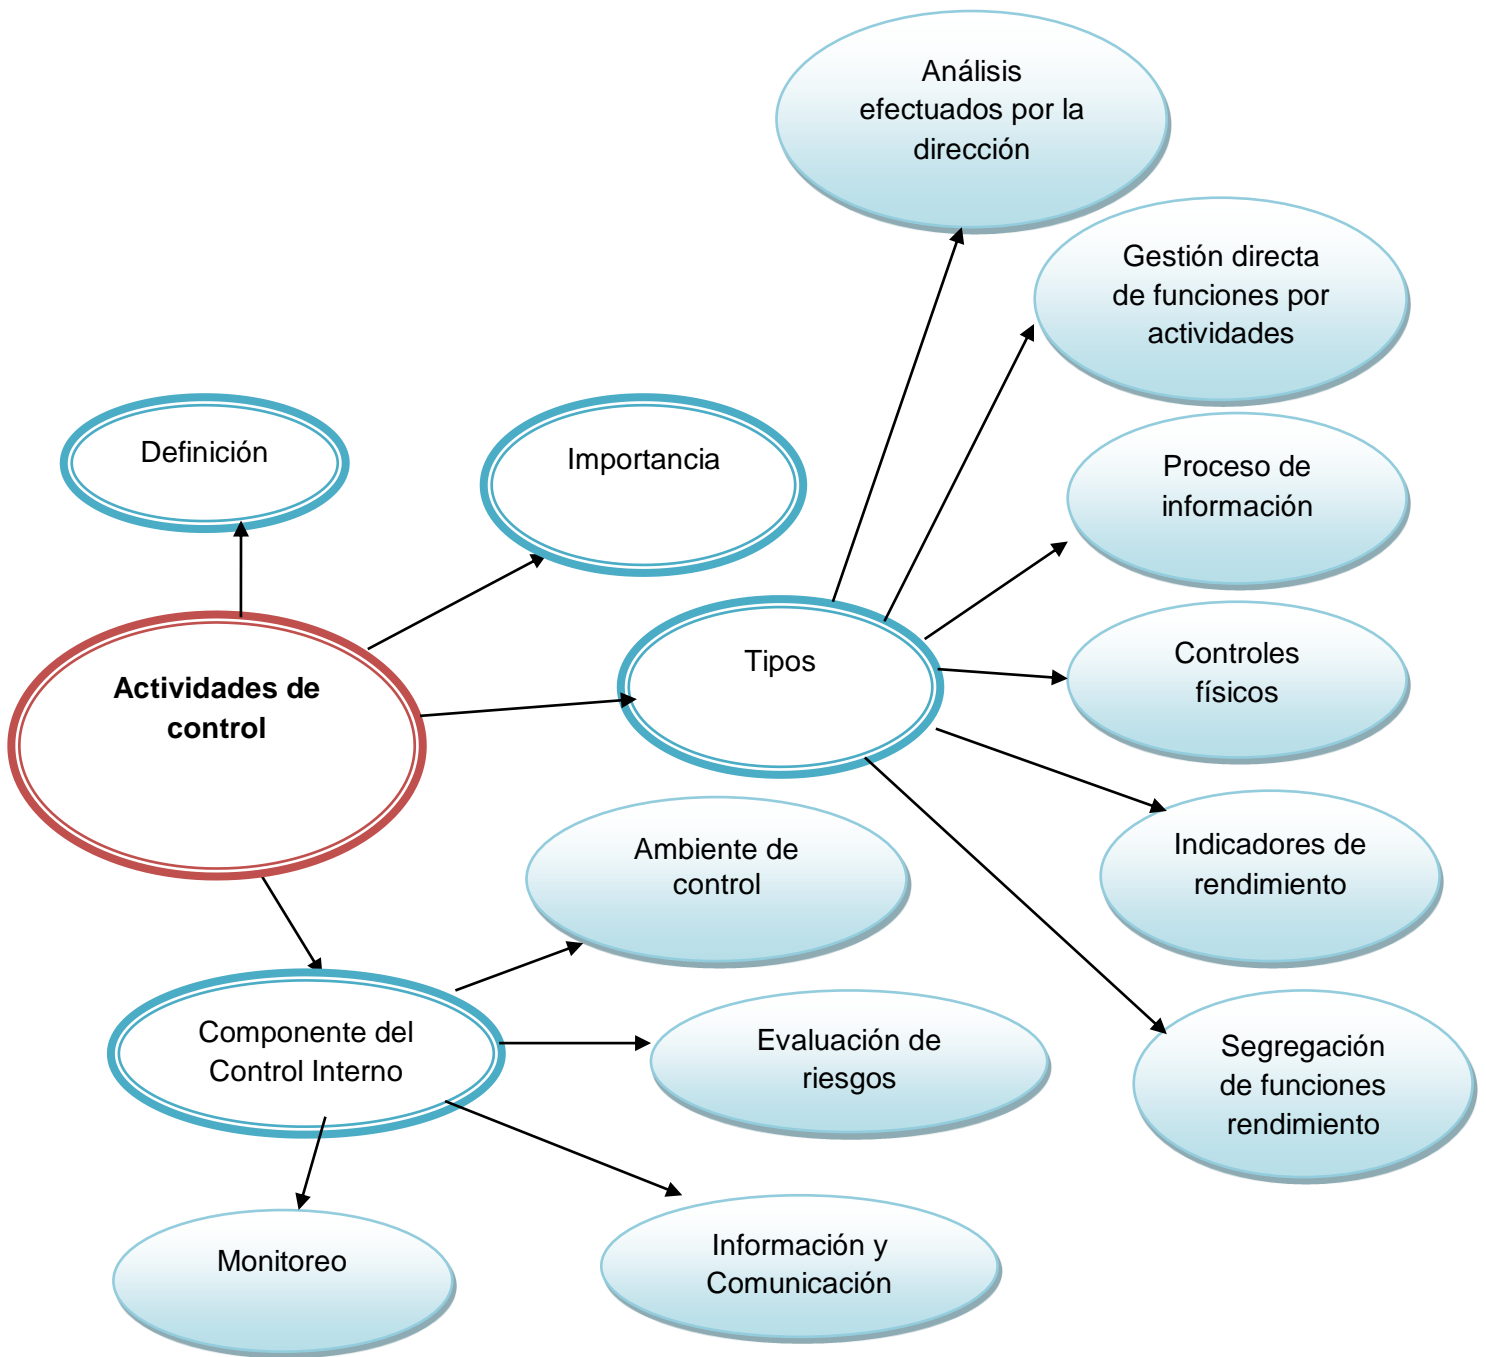 Análisis
efectuados por la
dirección
Gestión directa
de funciones por
actividades
Definición
Importancia
Proceso de
información
Tipos
Controles
físicos
Actividades de
control
Ambiente de
control
Indicadores de
rendimiento
Componente del
Control Interno
Evaluación de
riesgos
Segregación
de funciones
rendimiento
Monitoreo
Información y
Comunicación